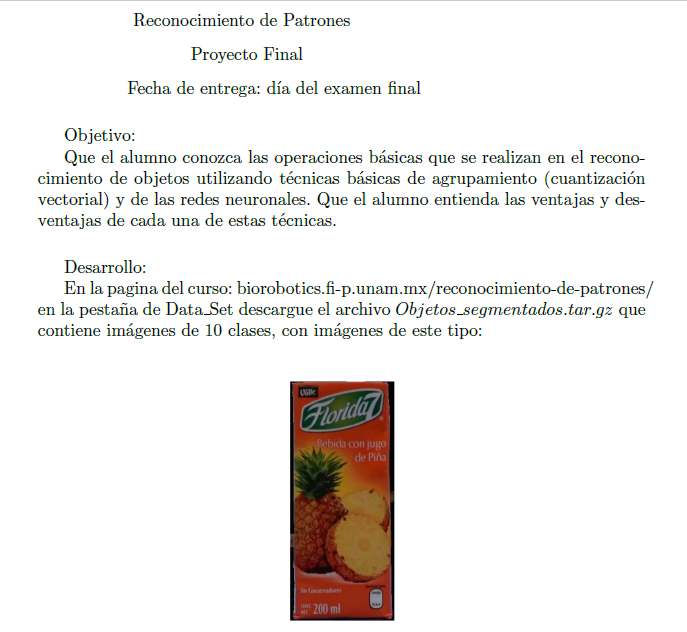 Reconocimiento de Patrones
Proyecto Final
Fecha de entrega: día del examen final
Objetivo:
Que el alumno conozca las operaciones básicas que se realizan en el recono-
cimiento de objetos utilizando técnicas básicas de agrupamiento (cuantización
vectorial) y de las redes neuronales. Que el alumno entienda las ventajas y des-
ventajas de cada una de estas técnicas.
Desarrollo:
En la pagina del curso: biorobotics.fi-p.unam.mx/reconocimiento-de-patrones/
en la pestaña de Data_Set descargue el archivo Objetos_segmentados.tar.gz que
contiene imágenes de 10 clases, con imágenes de este tipo:
Florida7
Bebida con jugo
de Piña
Sin Conservadores
200 ml